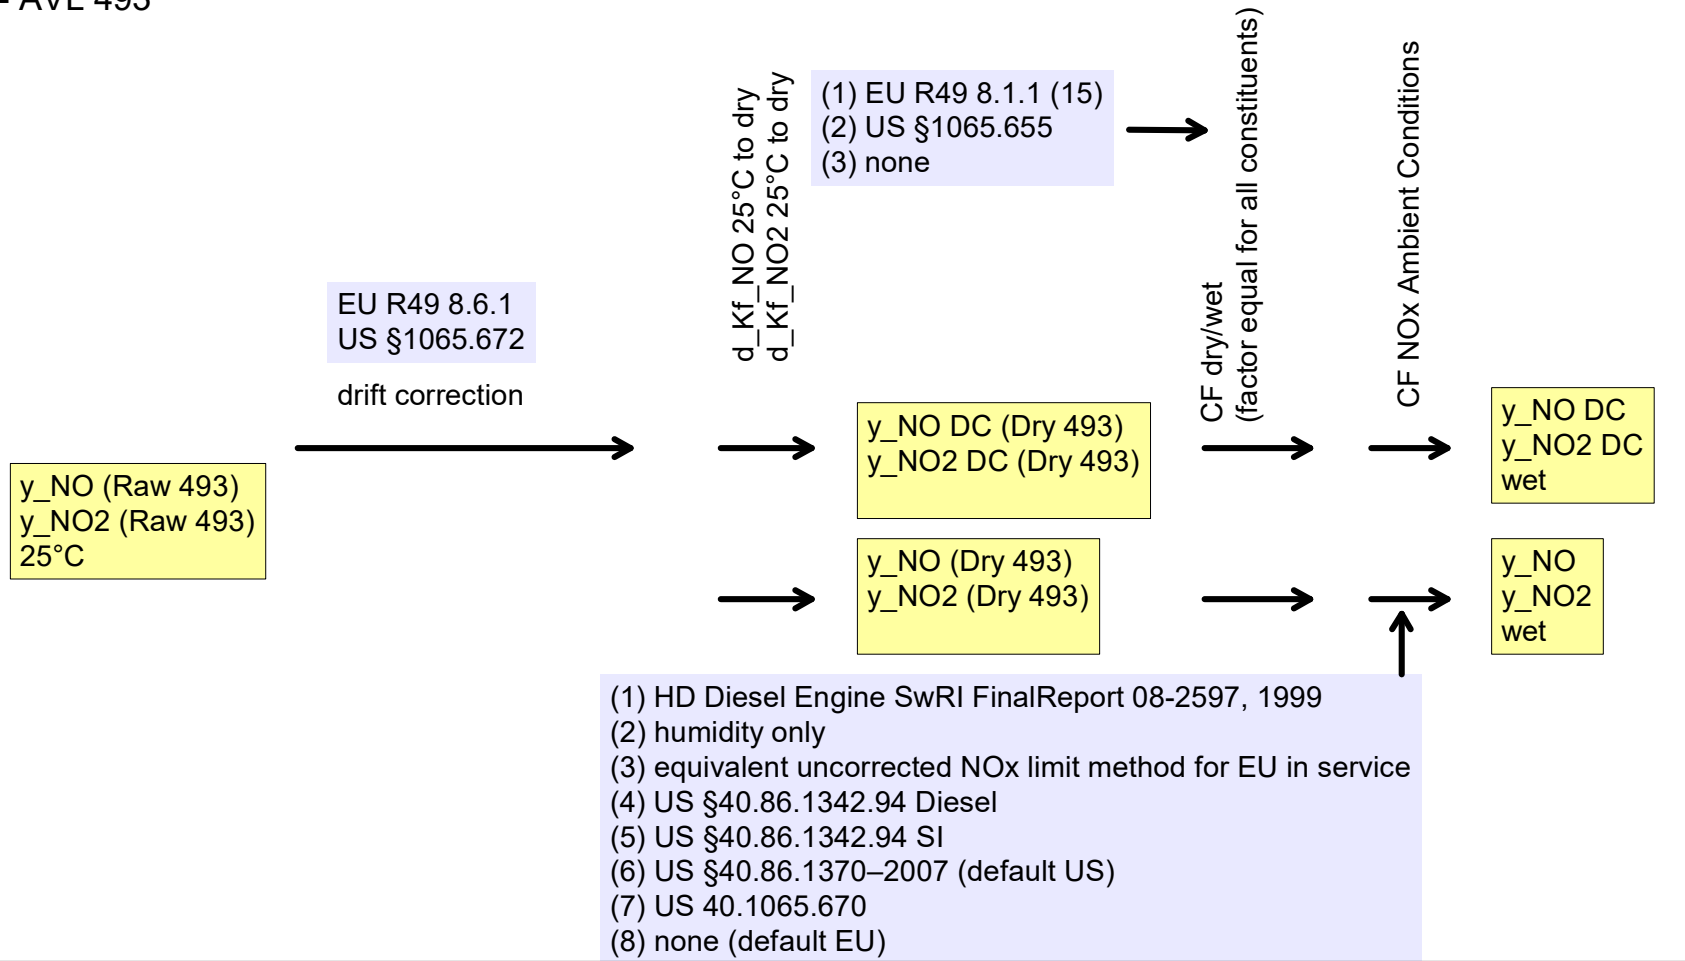 - AVL 493
d_Kf_NO 25°C to dry
d_Kf_NO2 25°C to dry
(1) EU R49 8.1.1 (15)
(2) US §1065.655
(3) none
CF dry/wet
(factor equal for all constituents)
CF NOx Ambient Conditions
EU R49 8.6.1
US §1065.672
drift correction
y_NO (Raw 493)
y_NO2 (Raw 493)
25°C
y_NO DC (Dry 493)
y_NO2 DC (Dry 493)
y_NO DC
y_NO2 DC
wet
y_NO (Dry 493)
y_NO2 (Dry 493)
y_NO
y_NO2
wet
(1) HD Diesel Engine SwRI FinalReport 08-2597, 1999
(2) humidity only
(3) equivalent uncorrected NOx limit method for EU in service
(4) US §40.86.1342.94 Diesel
(5) US §40.86.1342.94 SI
(6) US §40.86.1370–2007 (default US)
(7) US 40.1065.670
(8) none (default EU)